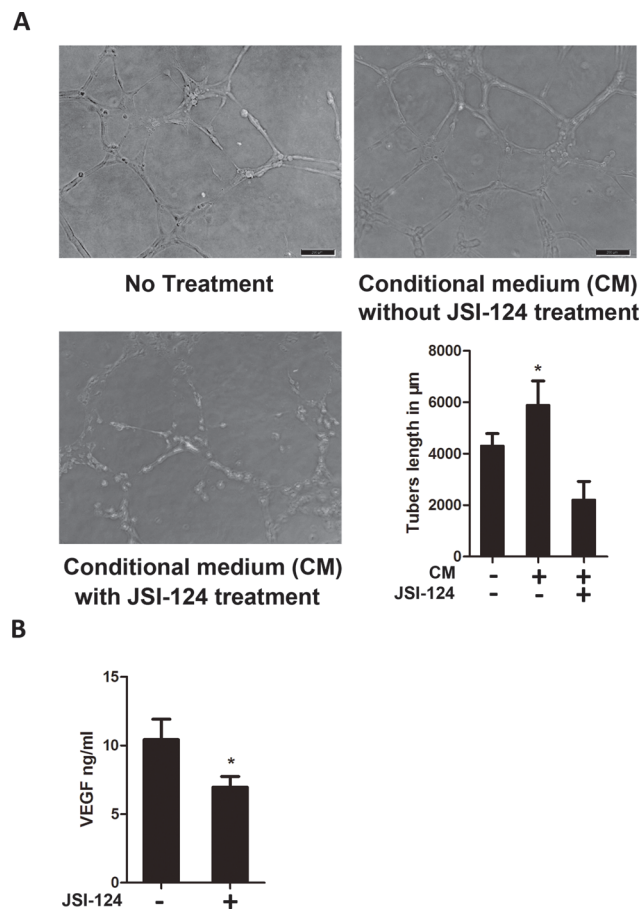 A
No Treatment
Conditional medium (CM)
without JSI-124 treatment
Conditional medium (CM)
with JSI-124 treatment
Tubers length in µm
8000
6000
4000
2000
0
*
CM - + +
JSI-124 - - +
B
VEGF ng/ml
15
10
5
0
*
JSI-124 - +